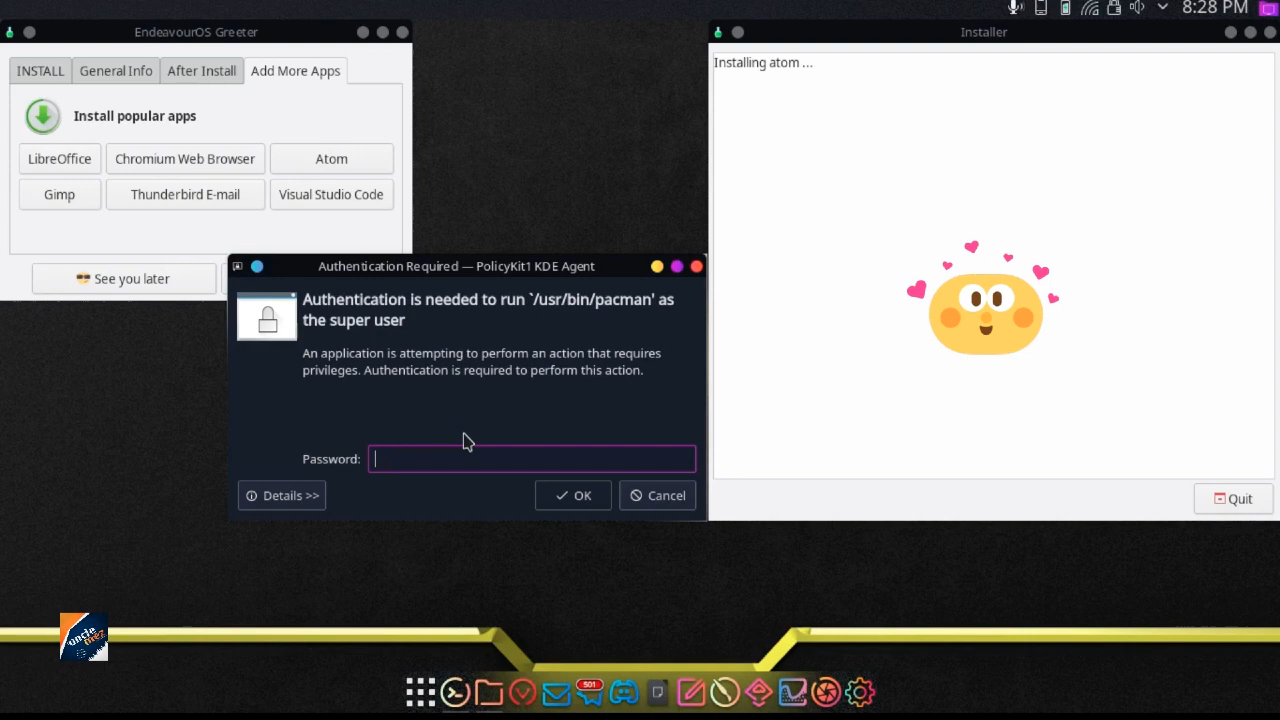 8:28 PM
EndeavourOS Greeter
INSTALL
General Info
After Install
Add More Apps
Install popular apps
LibreOffice
Chromium Web Browser
Atom
Gimp
Thunderbird E-mail
Visual Studio Code
See you later
Installer
Installing atom ...
Quit
Authentication Required — PolicyKit1 KDE Agent
Authentication is needed to run `/usr/bin/pacman' as
the super user
An application is attempting to perform an action that requires
privileges. Authentication is required to perform this action.
Password:
Details >>
OK
Cancel
oncle
501